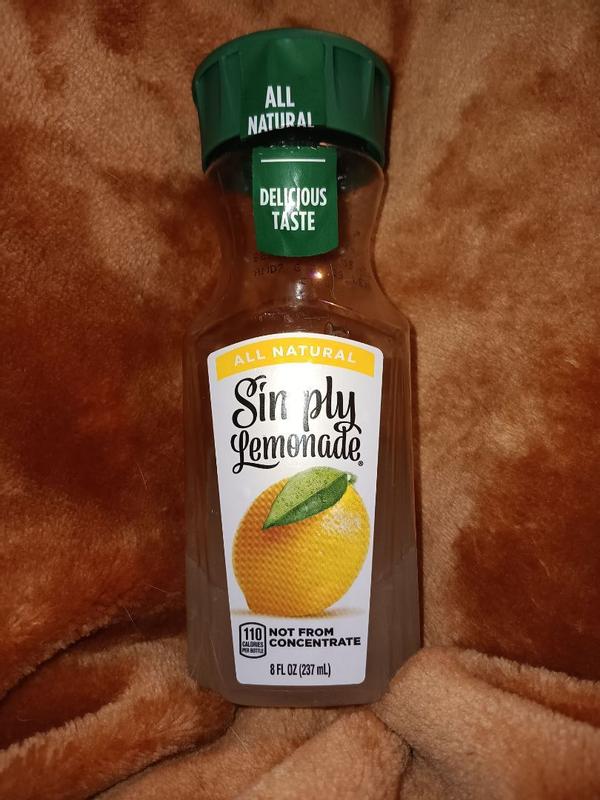 ALL
NATURAL
DELICIOUS
TASTE
ALL NATURAL
Simply
Lemonade®
110
CALORIES
PER BOTTLE
NOT FROM
CONCENTRATE
8 FL OZ (237 mL)